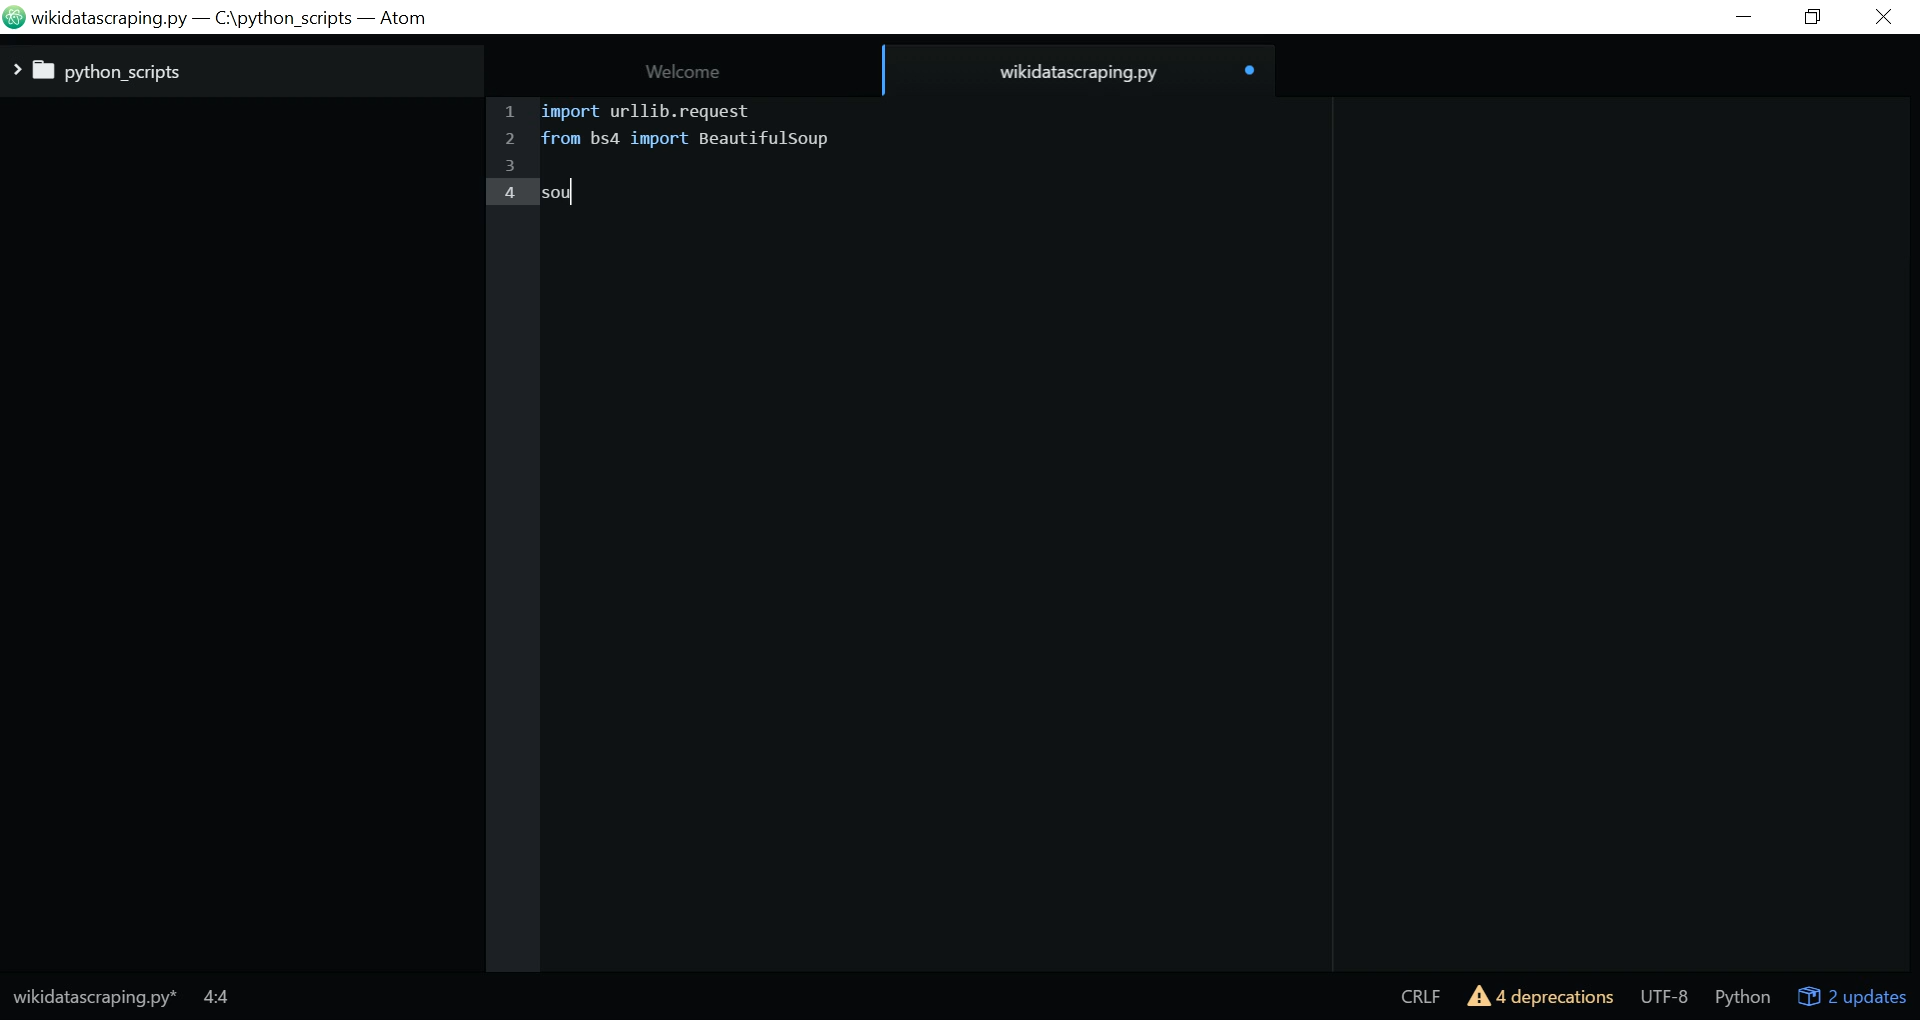 wikidatascraping.py — C:\python_scripts — Atom
python_scripts
Welcome
wikidatascraping.py
1 import urllib.request
2 from bs4 import BeautifulSoup
3
4 sou
wikidatascraping.py* 4:4
CRLF 4 deprecations UTF-8 Python 2 updates